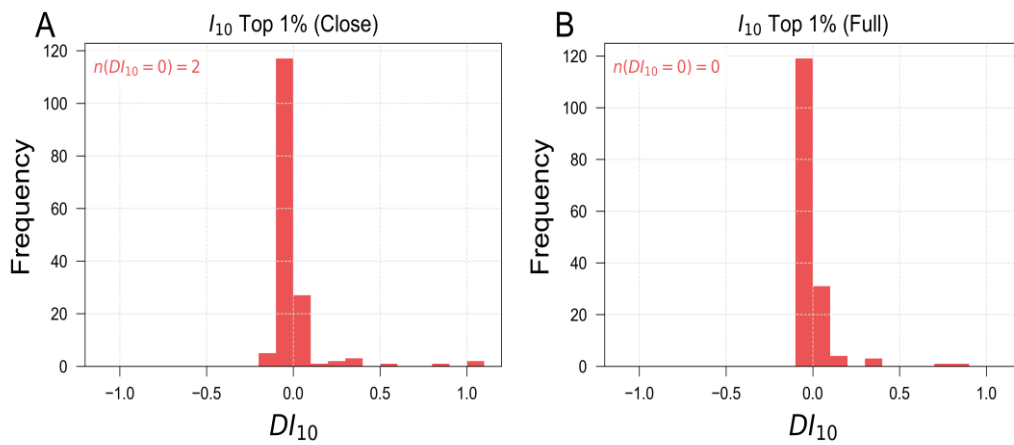 A
I₁₀ Top 1% (Close)
n(DI₁₀ = 0) = 2
Frequency
120
100
80
60
40
20
0
−1.0 −0.5 0.0 0.5 1.0
DI₁₀
B
I₁₀ Top 1% (Full)
n(DI₁₀ = 0) = 0
Frequency
120
100
80
60
40
20
0
−1.0 −0.5 0.0 0.5 1.0
DI₁₀